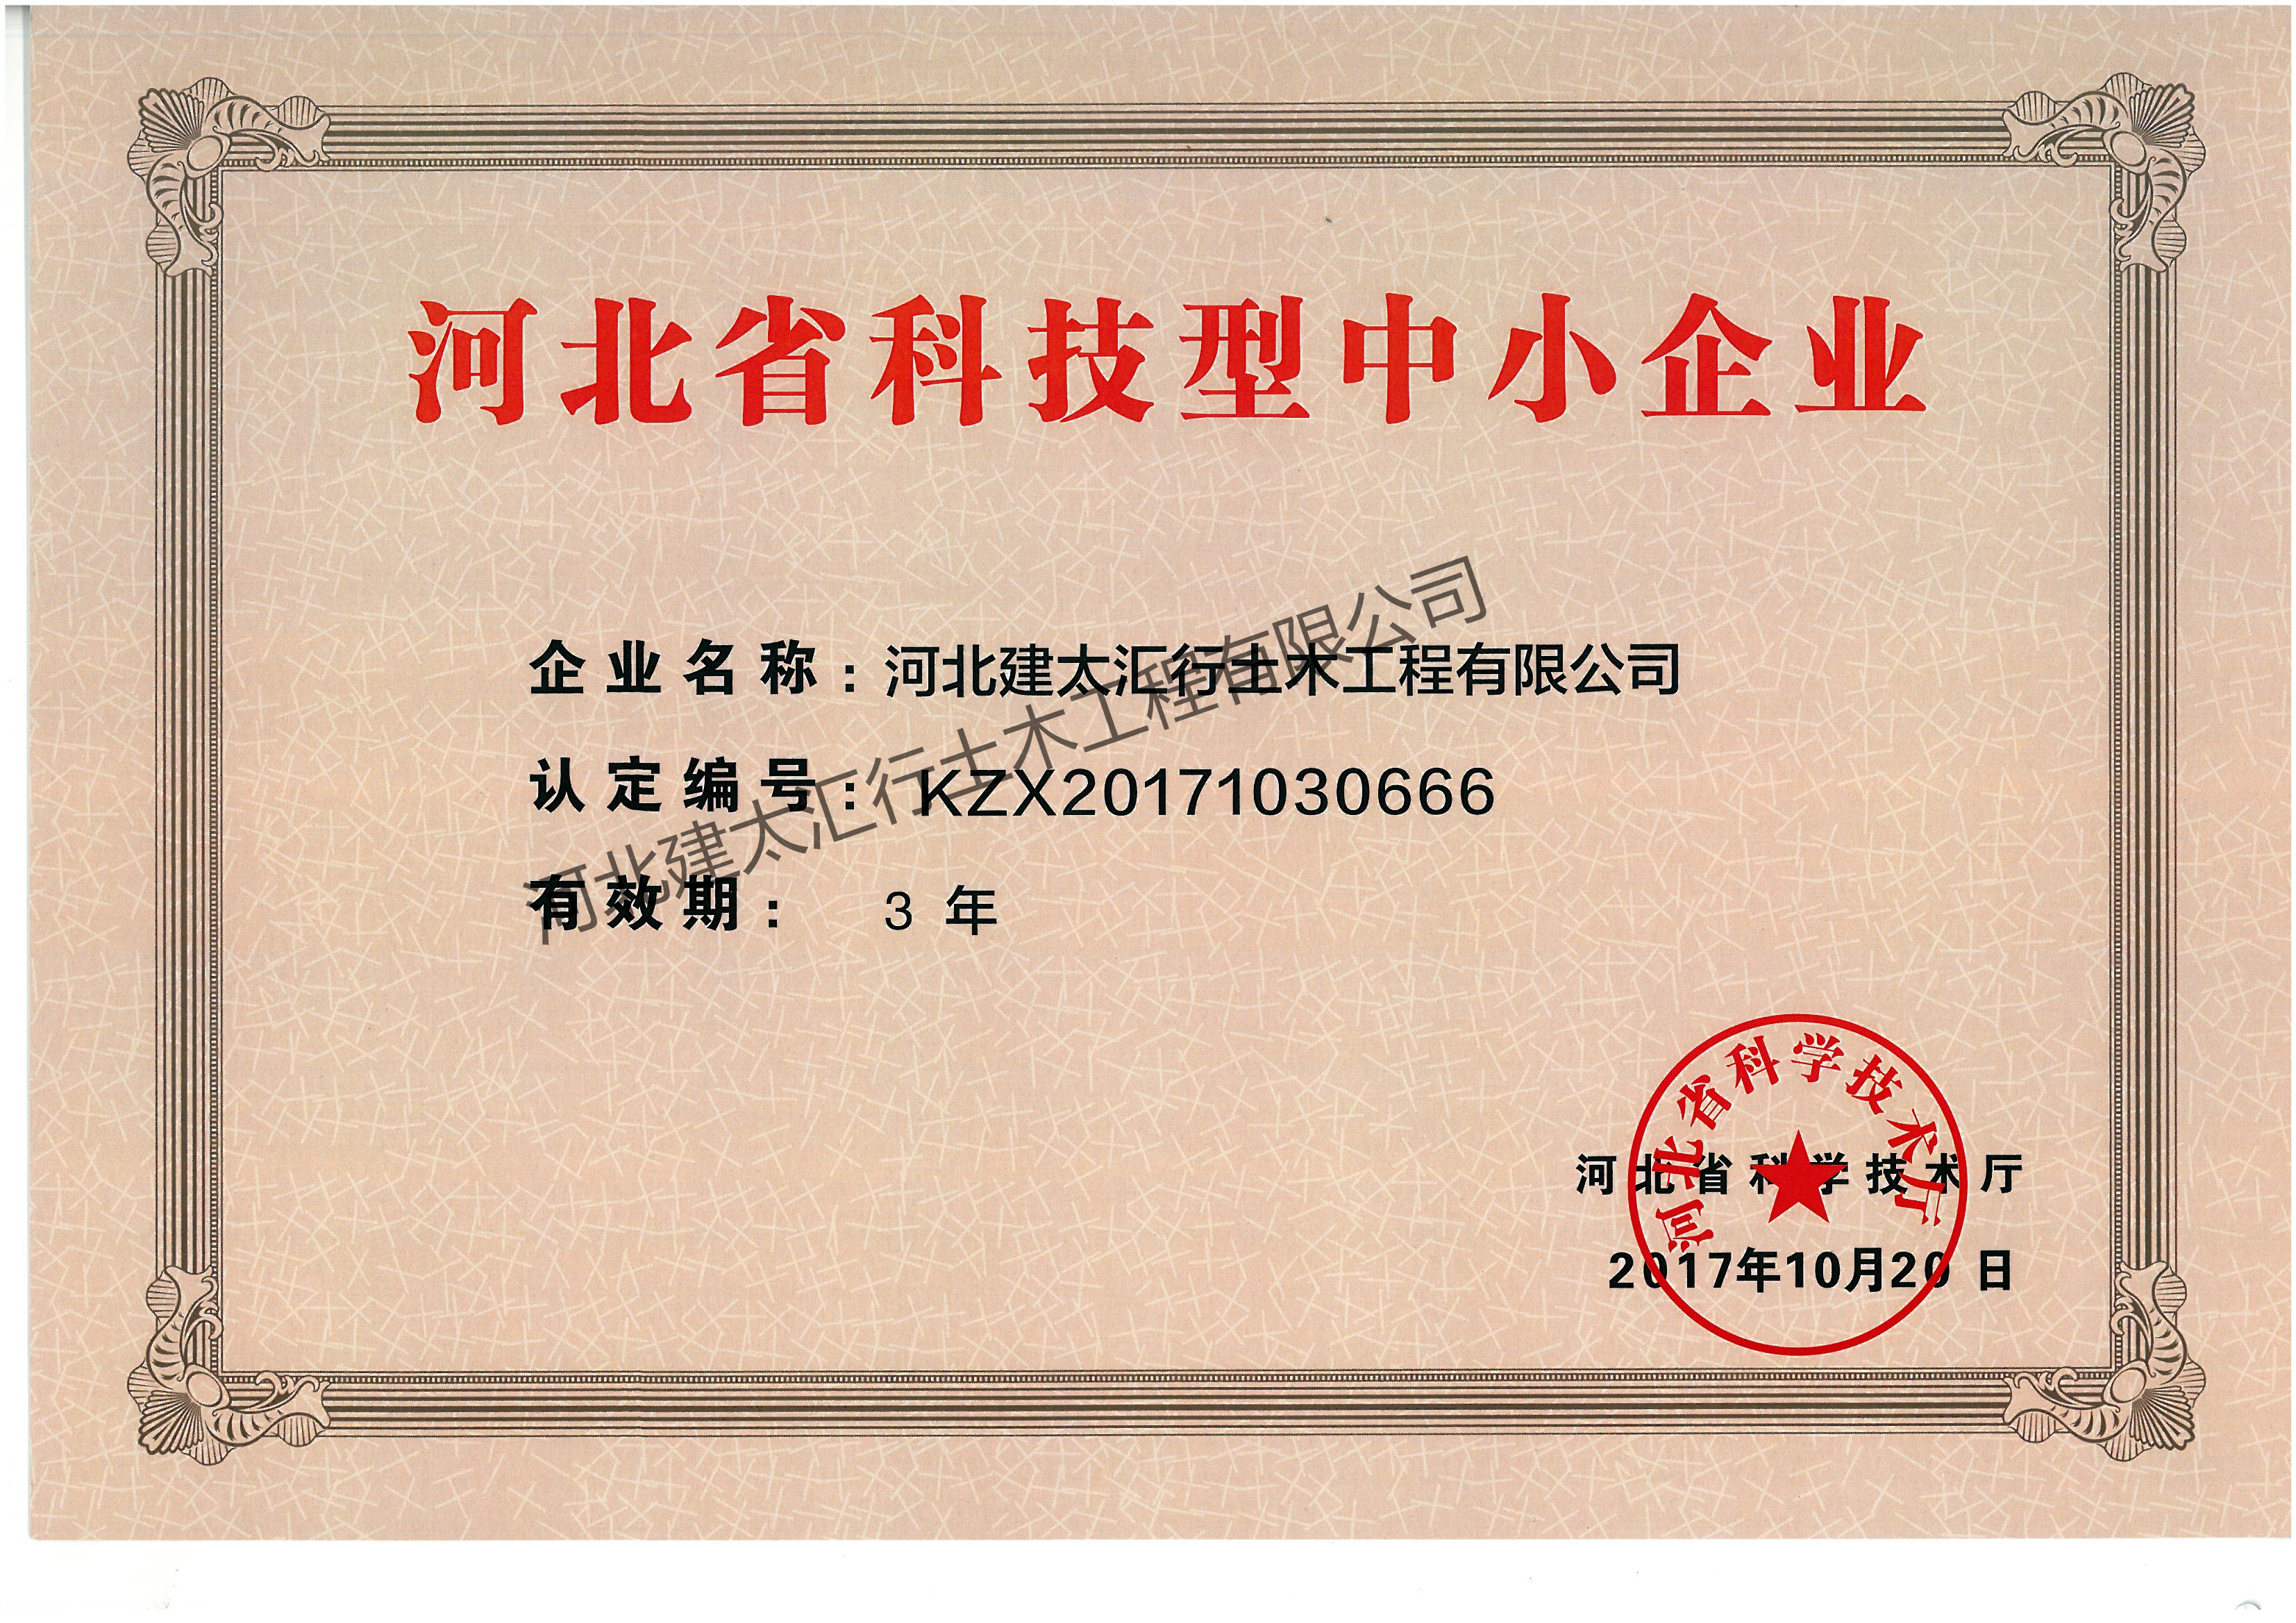 河北省科技型中小企业
企业名称：河北建太汇行土木工程有限公司
认定编号：KZX20171030666
有效期： 3 年
河北建太汇行土木工程有限公司
河北省科学技术厅
河北省科学技术厅
2017年10月20 日